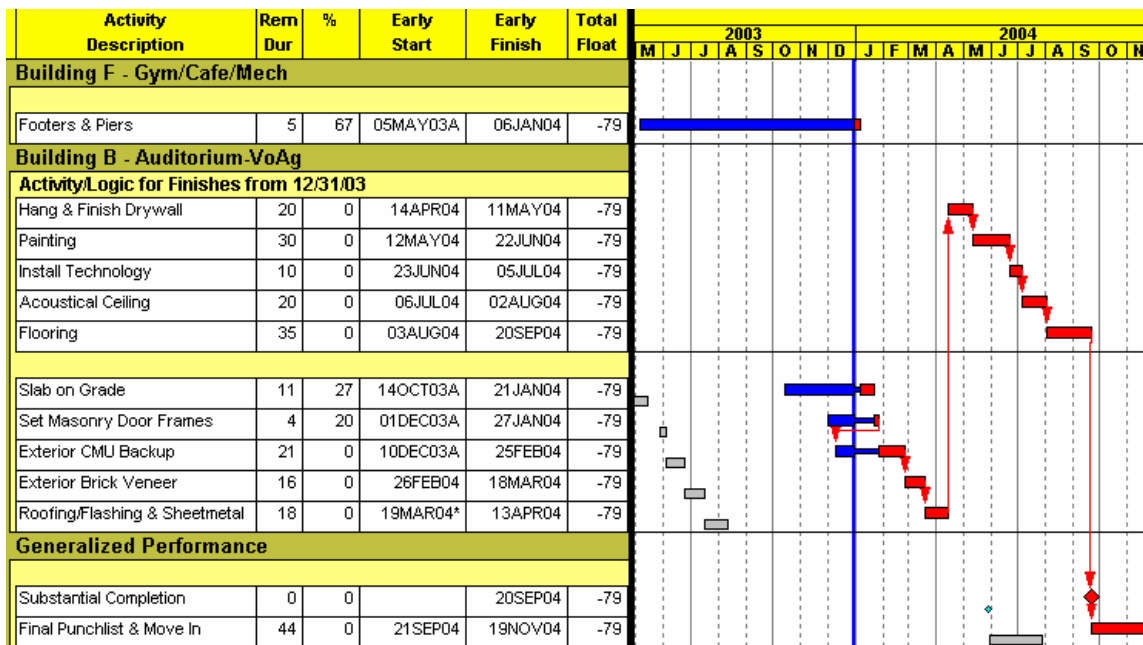 Activity Description Rem Dur % Early Start Early Finish Total Float
2003 2004
M J J A S O N D J F M A M J J A S O N
Building F - Gym/Cafe/Mech
Footers & Piers 5 67 05MAY03A 06JAN04 -79
Building B - Auditorium-VoAg
Activity/Logic for Finishes from 12/31/03
Hang & Finish Drywall 20 0 14APR04 11MAY04 -79
Painting 30 0 12MAY04 22JUN04 -79
Install Technology 10 0 23JUN04 05JUL04 -79
Acoustical Ceiling 20 0 06JUL04 02AUG04 -79
Flooring 35 0 03AUG04 20SEP04 -79
Slab on Grade 11 27 14OCT03A 21JAN04 -79
Set Masonry Door Frames 4 20 01DEC03A 27JAN04 -79
Exterior CMU Backup 21 0 10DEC03A 25FEB04 -79
Exterior Brick Veneer 16 0 26FEB04 18MAR04 -79
Roofing/Flashing & Sheetmetal 18 0 19MAR04* 13APR04 -79
Generalized Performance
Substantial Completion 0 0 20SEP04 -79
Final Punchlist & Move In 44 0 21SEP04 19NOV04 -79